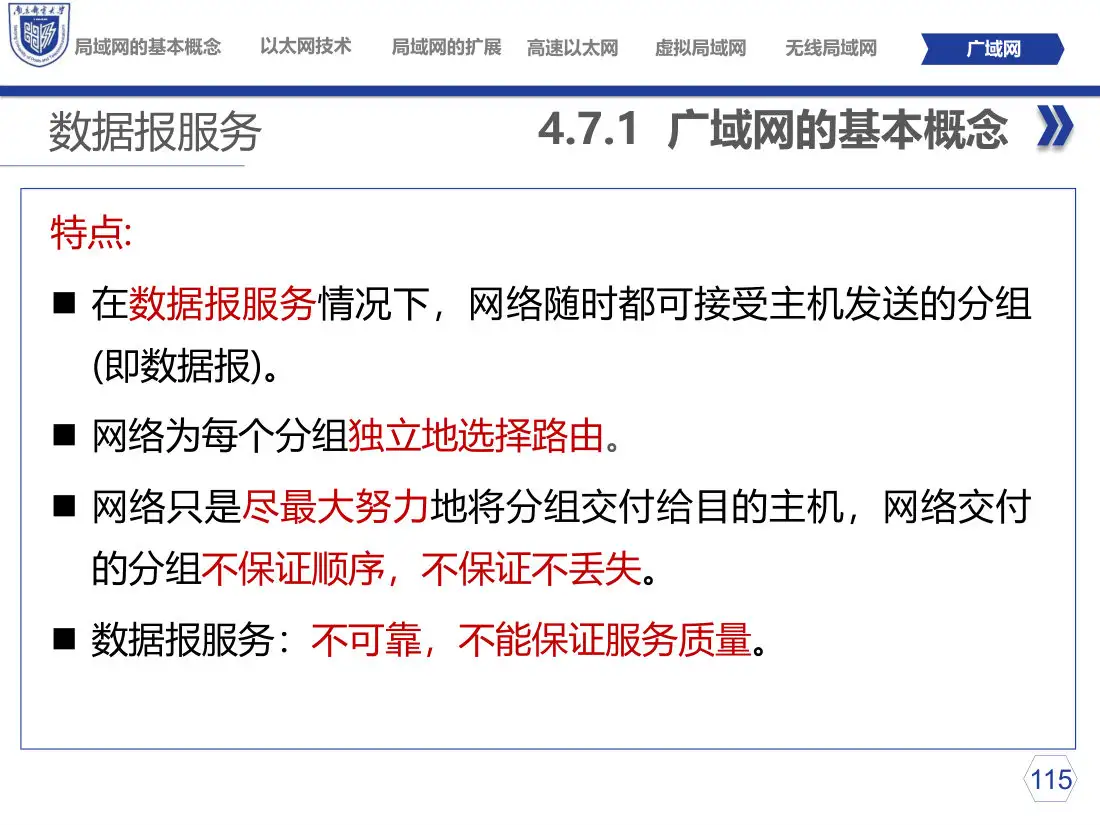 南京邮电大学
局域网的基本概念 以太网技术 局域网的扩展 高速以太网 虚拟局域网 无线局域网 广域网
数据报服务 4.7.1 广域网的基本概念
特点:
■ 在数据报服务情况下，网络随时都可接受主机发送的分组
(即数据报)。
■ 网络为每个分组独立地选择路由。
■ 网络只是尽最大努力地将分组交付给目的主机，网络交付
的分组不保证顺序，不保证不丢失。
■ 数据报服务：不可靠，不能保证服务质量。
115